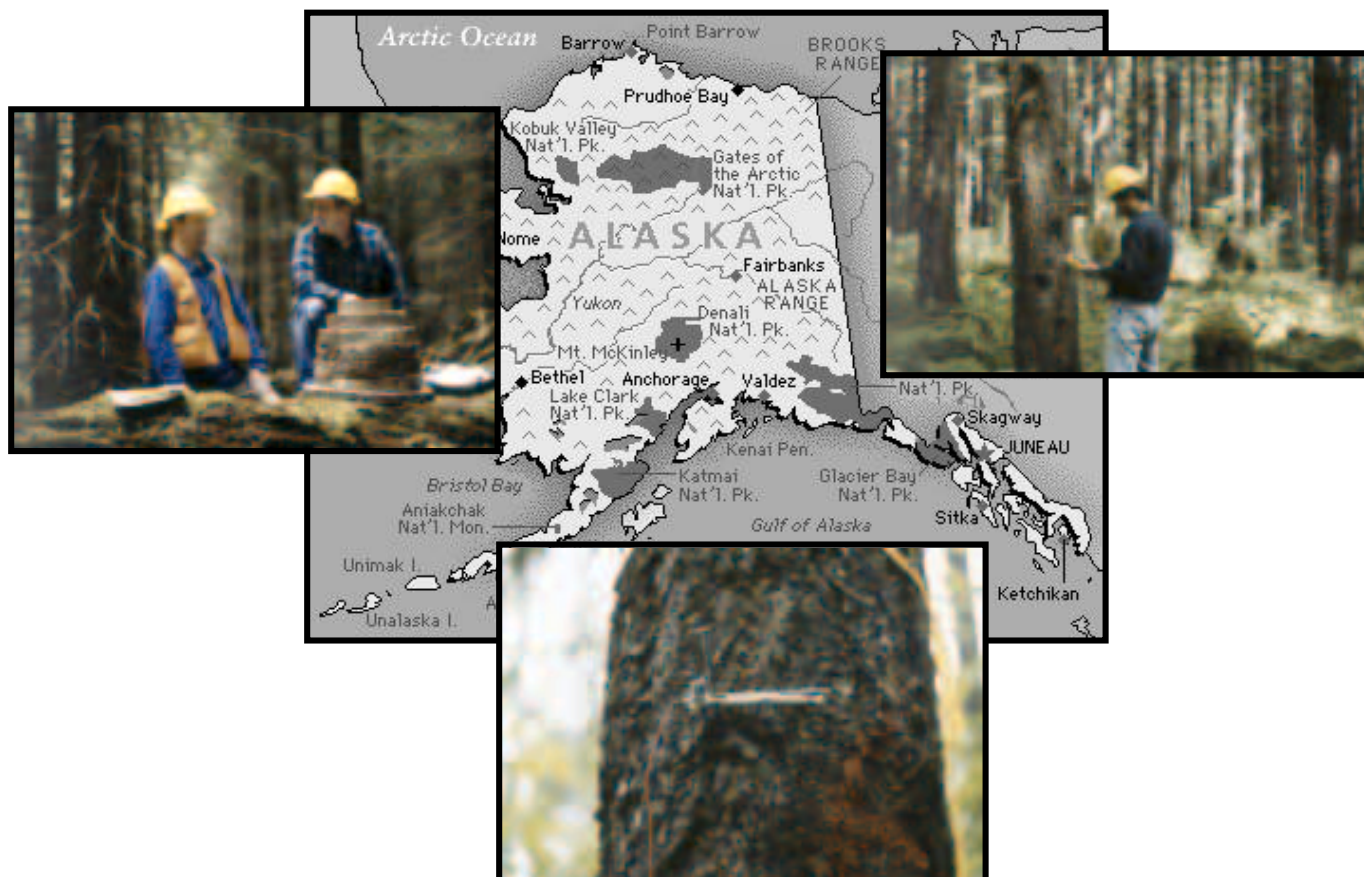 Arctic Ocean
Point Barrow
Barrow
BROOKS
RANGE
Prudhoe Bay
Kobuk Valley
Nat'l. Pk.
Gates of
the Arctic
Nat'l. Pk.
ALASKA
Nome
Fairbanks
ALASKA
RANGE
Yukon
Denali
Nat'l. Pk.
Mt. McKinley
Bethel
Anchorage
Valdez
Lake Clark
Nat'l. Pk.
Nat'l. Pk.
Skagway
JUNEAU
Kenai Pen.
Glacier Bay
Nat'l. Pk.
Katmai
Nat'l. Pk.
Bristol Bay
Sitka
Aniakchak
Nat'l. Mon.
Gulf of Alaska
Unimak I.
Ketchikan
Unalaska I.